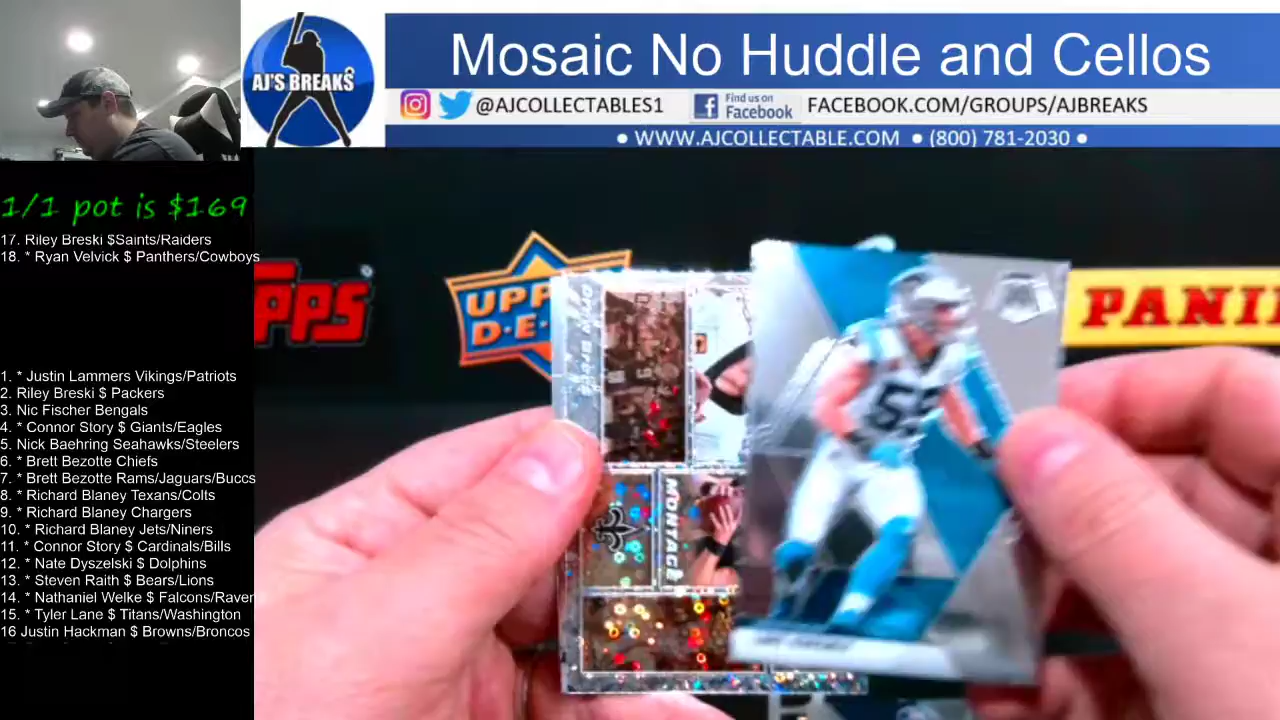 AJ'S BREAKS
Mosaic No Huddle and Cellos
@AJCOLLECTABLES1 Find us on Facebook FACEBOOK.COM/GROUPS/AJBREAKS
• WWW.AJCOLLECTABLE.COM • (800) 781-2030 •
1/1 pot is $169
17. Riley Breski $Saints/Raiders
18. * Ryan Velvick $ Panthers/Cowboys
1. * Justin Lammers Vikings/Patriots
2. Riley Breski $ Packers
3. Nic Fischer Bengals
4. * Connor Story $ Giants/Eagles
5. Nick Baehring Seahawks/Steelers
6. * Brett Bezotte Chiefs
7. * Brett Bezotte Rams/Jaguars/Buccs
8. * Richard Blaney Texans/Colts
9. * Richard Blaney Chargers
10. * Richard Blaney Jets/Niners
11. * Connor Story $ Cardinals/Bills
12. * Nate Dyszelski $ Dolphins
13. * Steven Raith $ Bears/Lions
14. * Nathaniel Welke $ Falcons/Raven
15. * Tyler Lane $ Titans/Washington
16 Justin Hackman $ Browns/Broncos
PPS
UPP
D·E·
PANI
MONTAGE